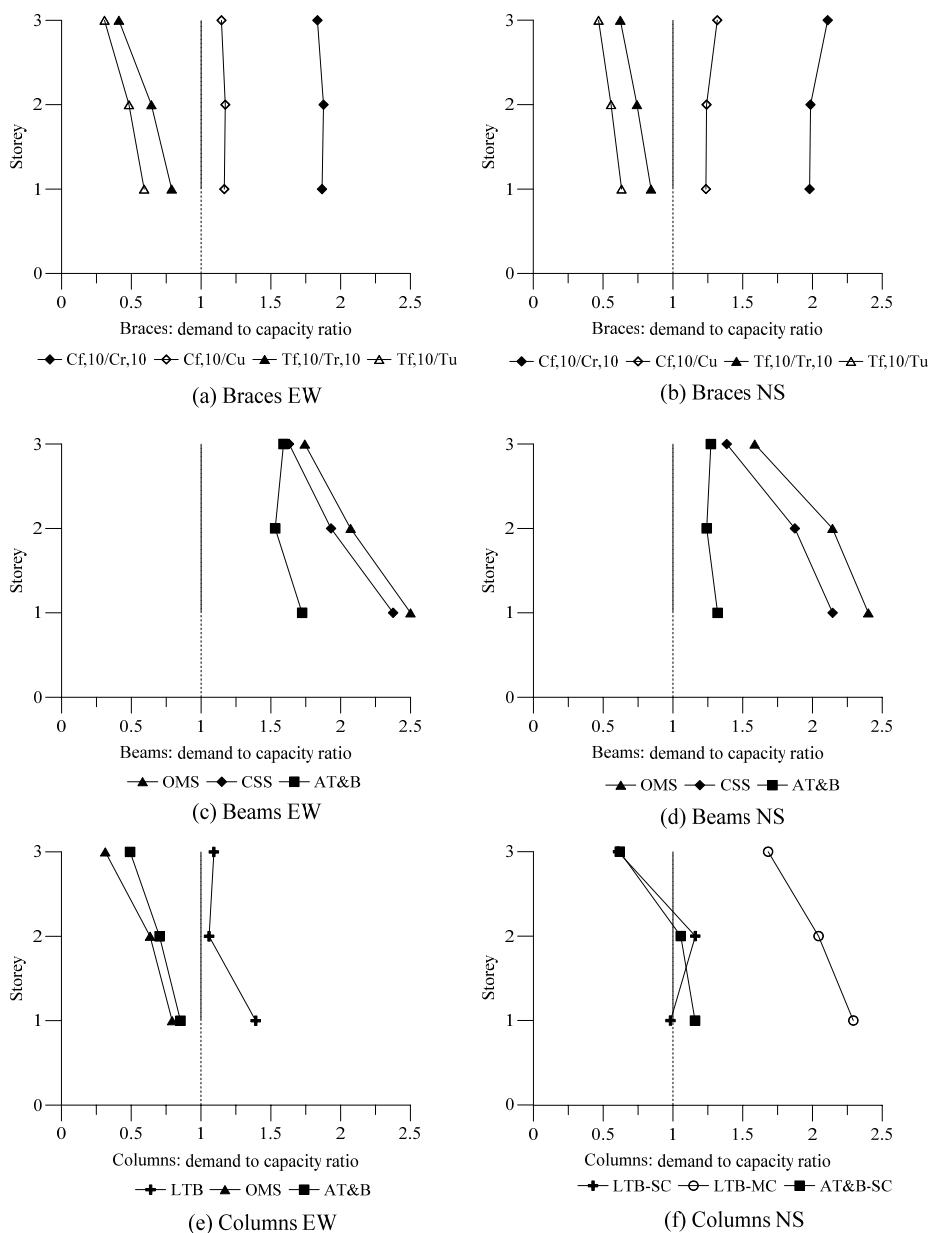 3
2
1
0
Storey
0 0.5 1 1.5 2 2.5
Braces: demand to capacity ratio
Cf,10/Cr,10 Cf,10/Cu Tf,10/Tr,10 Tf,10/Tu
(a) Braces EW
3
2
1
0
Storey
0 0.5 1 1.5 2 2.5
Braces: demand to capacity ratio
Cf,10/Cr,10 Cf,10/Cu Tf,10/Tr,10 Tf,10/Tu
(b) Braces NS
3
2
1
0
Storey
0 0.5 1 1.5 2 2.5
Beams: demand to capacity ratio
OMS CSS AT&B
(c) Beams EW
3
2
1
0
Storey
0 0.5 1 1.5 2 2.5
Beams: demand to capacity ratio
OMS CSS AT&B
(d) Beams NS
3
2
1
0
Storey
0 0.5 1 1.5 2 2.5
Columns: demand to capacity ratio
LTB OMS AT&B
(e) Columns EW
3
2
1
0
Storey
0 0.5 1 1.5 2 2.5
Columns: demand to capacity ratio
LTB-SC LTB-MC AT&B-SC
(f) Columns NS